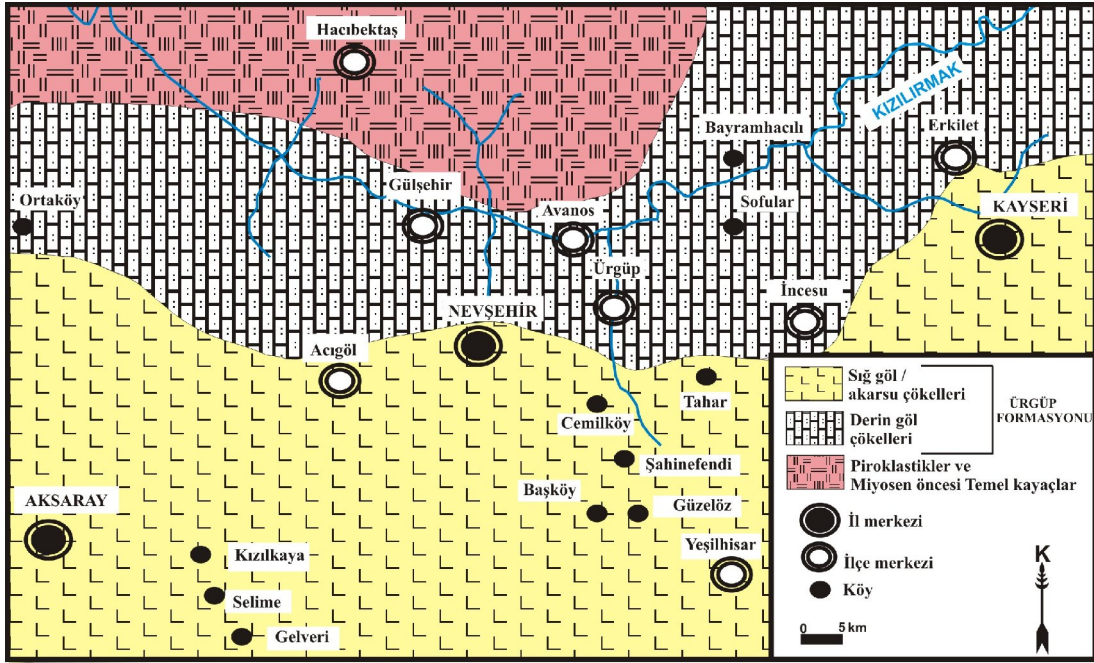 Hacıbektaş
KIZILIRMAK
Bayramhacılı
Erkilet
Gülşehir
Ortaköy
Avanos
Sofular
KAYSERİ
Ürgüp
İncesu
NEVŞEHİR
Acıgöl
Tahar
Cemilköy
Şahinefendi
Başköy
Güzelöz
AKSARAY
Kızılkaya
Yeşilhisar
Selime
Gelveri
Sığ göl /
akarsu çökelleri
Derin göl
çökelleri
ÜRGÜP
FORMASYONU
Piroklastikler ve
Miyosen öncesi Temel kayaçlar
İl merkezi
İlçe merkezi
Köy
K
0 5 km